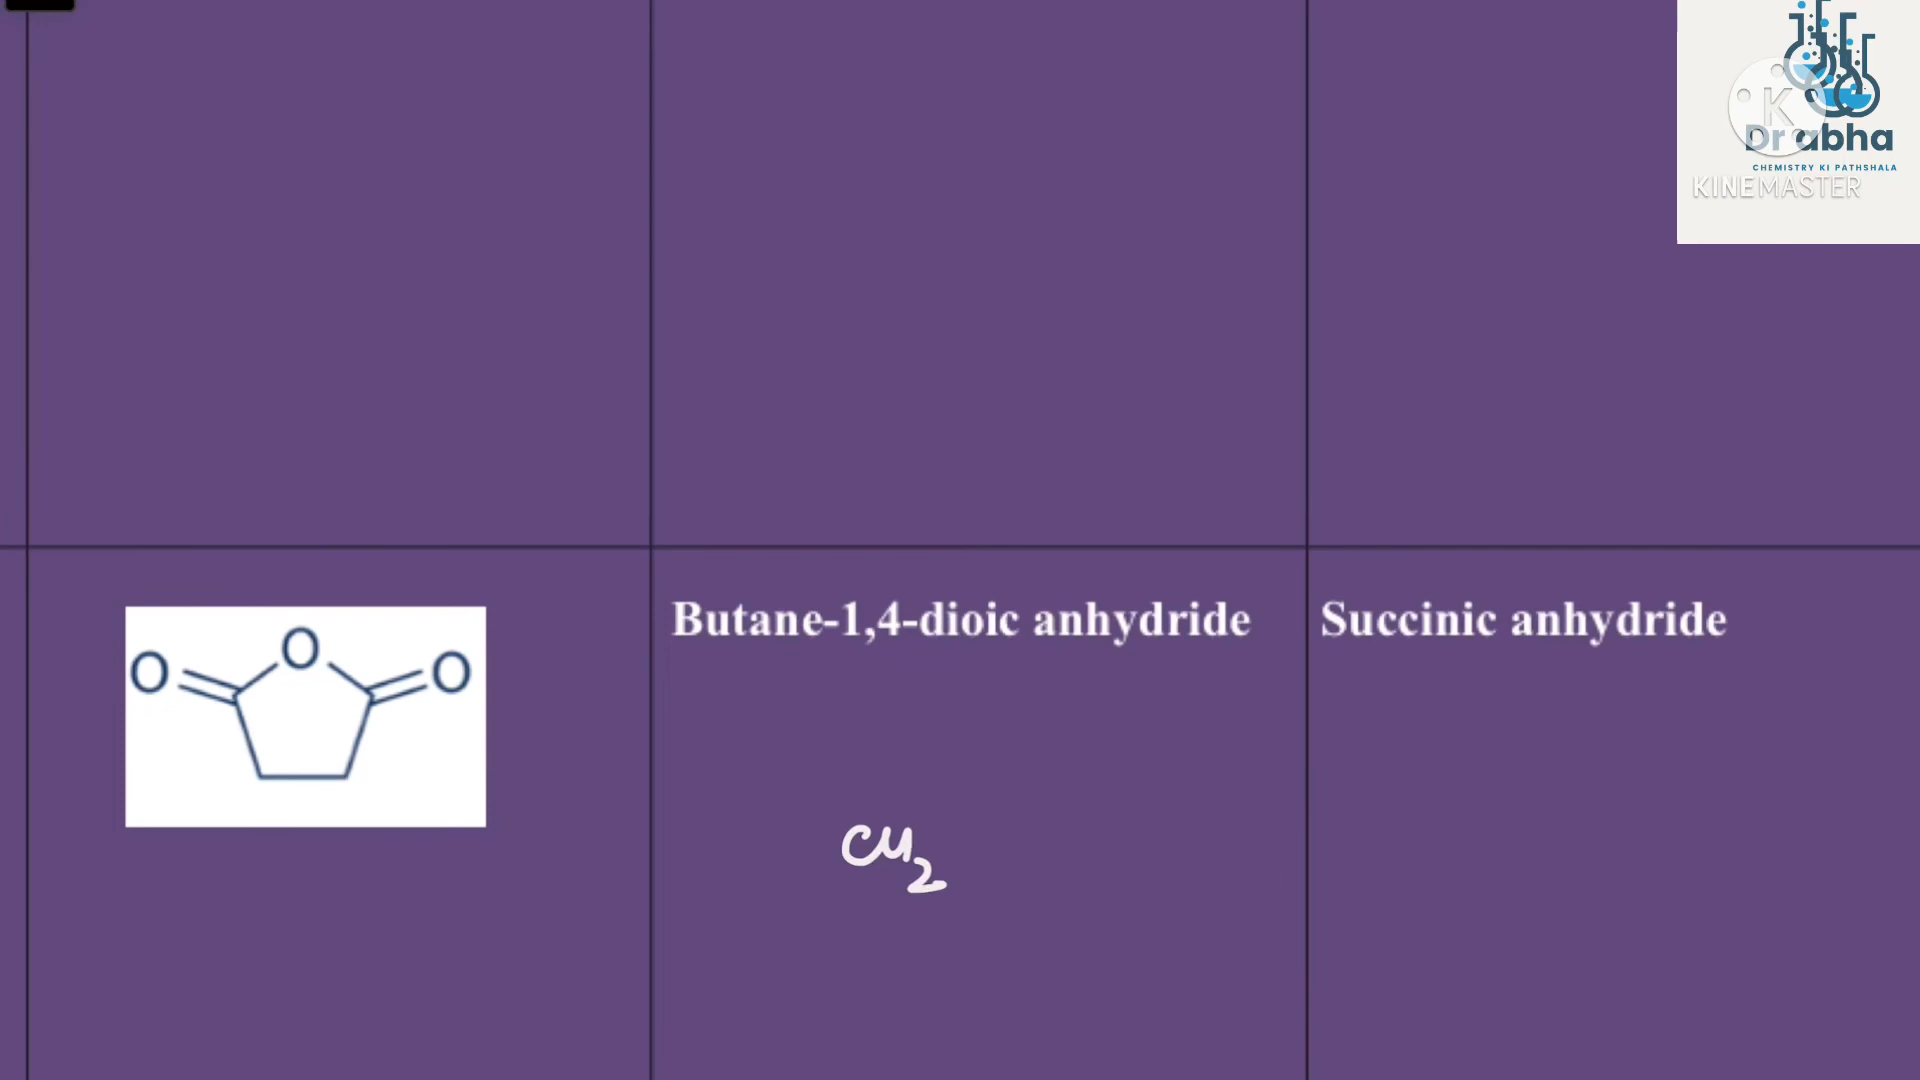 Dr abha
CHEMISTRY KI PATHSHALA
K
KINEMASTER
Butane-1,4-dioic anhydride
Succinic anhydride
O
O
O
CH2